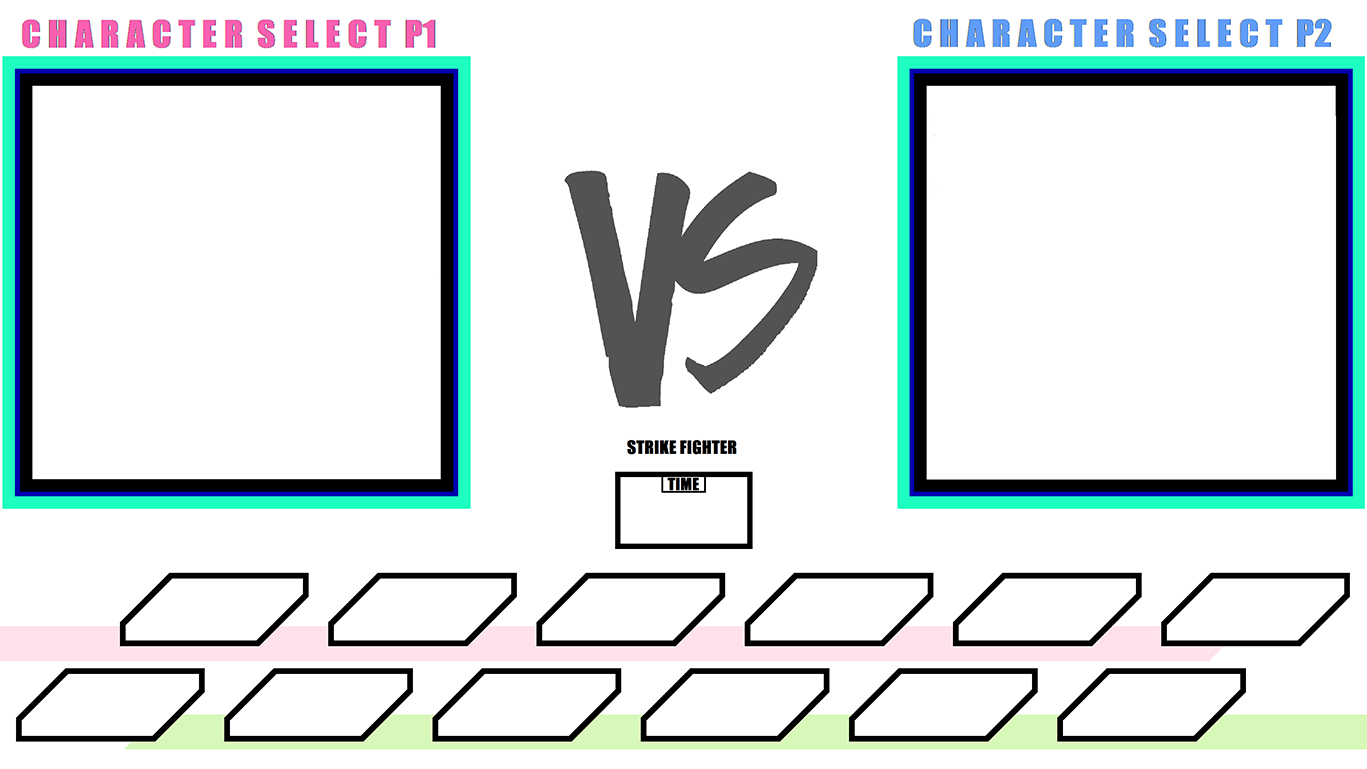 CHARACTER SELECT P1
CHARACTER SELECT P2
VS
STRIKE FIGHTER
TIME